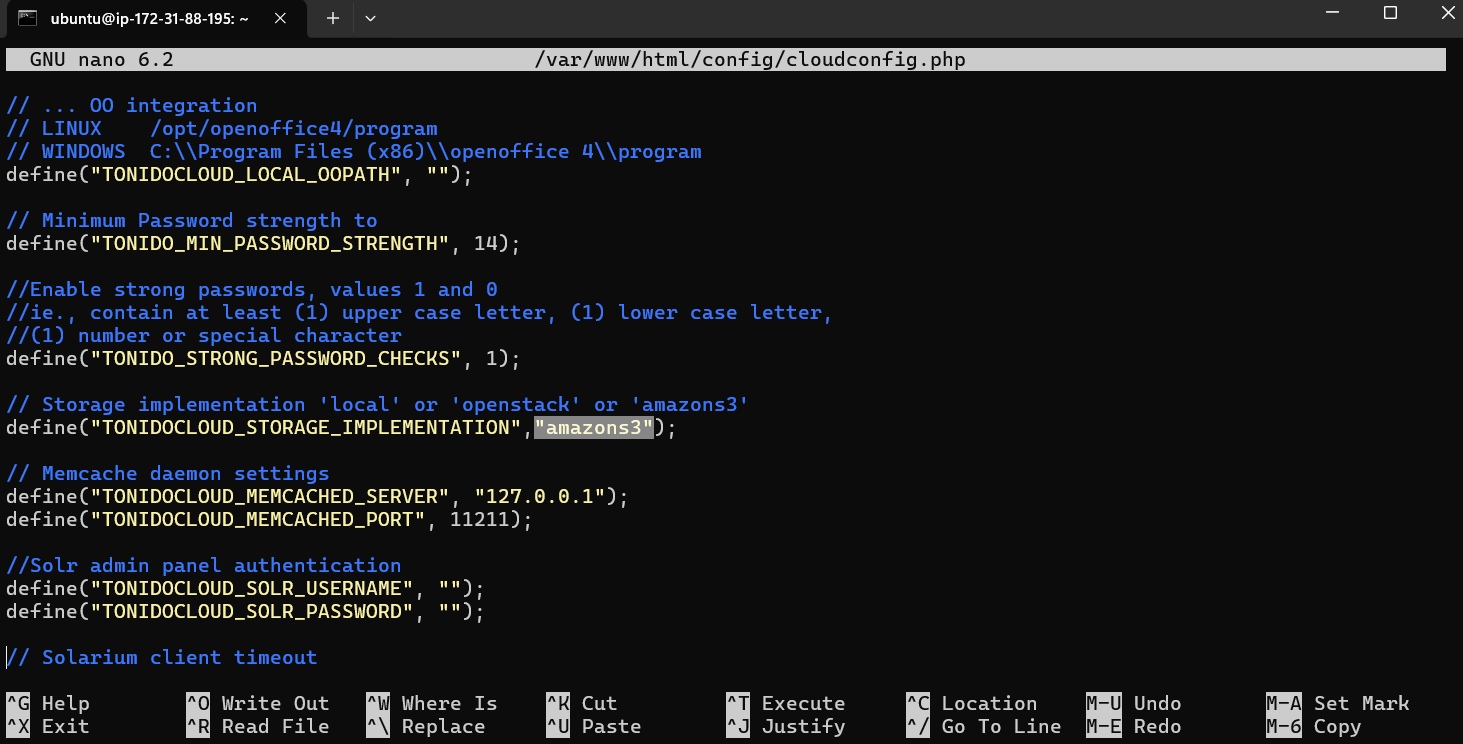 ubuntu@ip-172-31-88-195: ~
GNU nano 6.2 /var/www/html/config/cloudconfig.php
// ... OO integration
// LINUX    /opt/openoffice4/program
// WINDOWS  C:\\Program Files (x86)\\openoffice 4\\program
define("TONIDOCLOUD_LOCAL_OOPATH", "");
// Minimum Password strength to
define("TONIDO_MIN_PASSWORD_STRENGTH", 14);
//Enable strong passwords, values 1 and 0
//ie., contain at least (1) upper case letter, (1) lower case letter,
//(1) number or special character
define("TONIDO_STRONG_PASSWORD_CHECKS", 1);
// Storage implementation 'local' or 'openstack' or 'amazons3'
define("TONIDOCLOUD_STORAGE_IMPLEMENTATION","amazons3");
// Memcache daemon settings
define("TONIDOCLOUD_MEMCACHED_SERVER", "127.0.0.1");
define("TONIDOCLOUD_MEMCACHED_PORT", 11211);
//Solr admin panel authentication
define("TONIDOCLOUD_SOLR_USERNAME", "");
define("TONIDOCLOUD_SOLR_PASSWORD", "");
// Solarium client timeout
^G Help ^O Write Out ^W Where Is ^K Cut ^T Execute ^C Location M-U Undo M-A Set Mark
^X Exit ^R Read File ^\ Replace ^U Paste ^J Justify ^/ Go To Line M-E Redo M-6 Copy